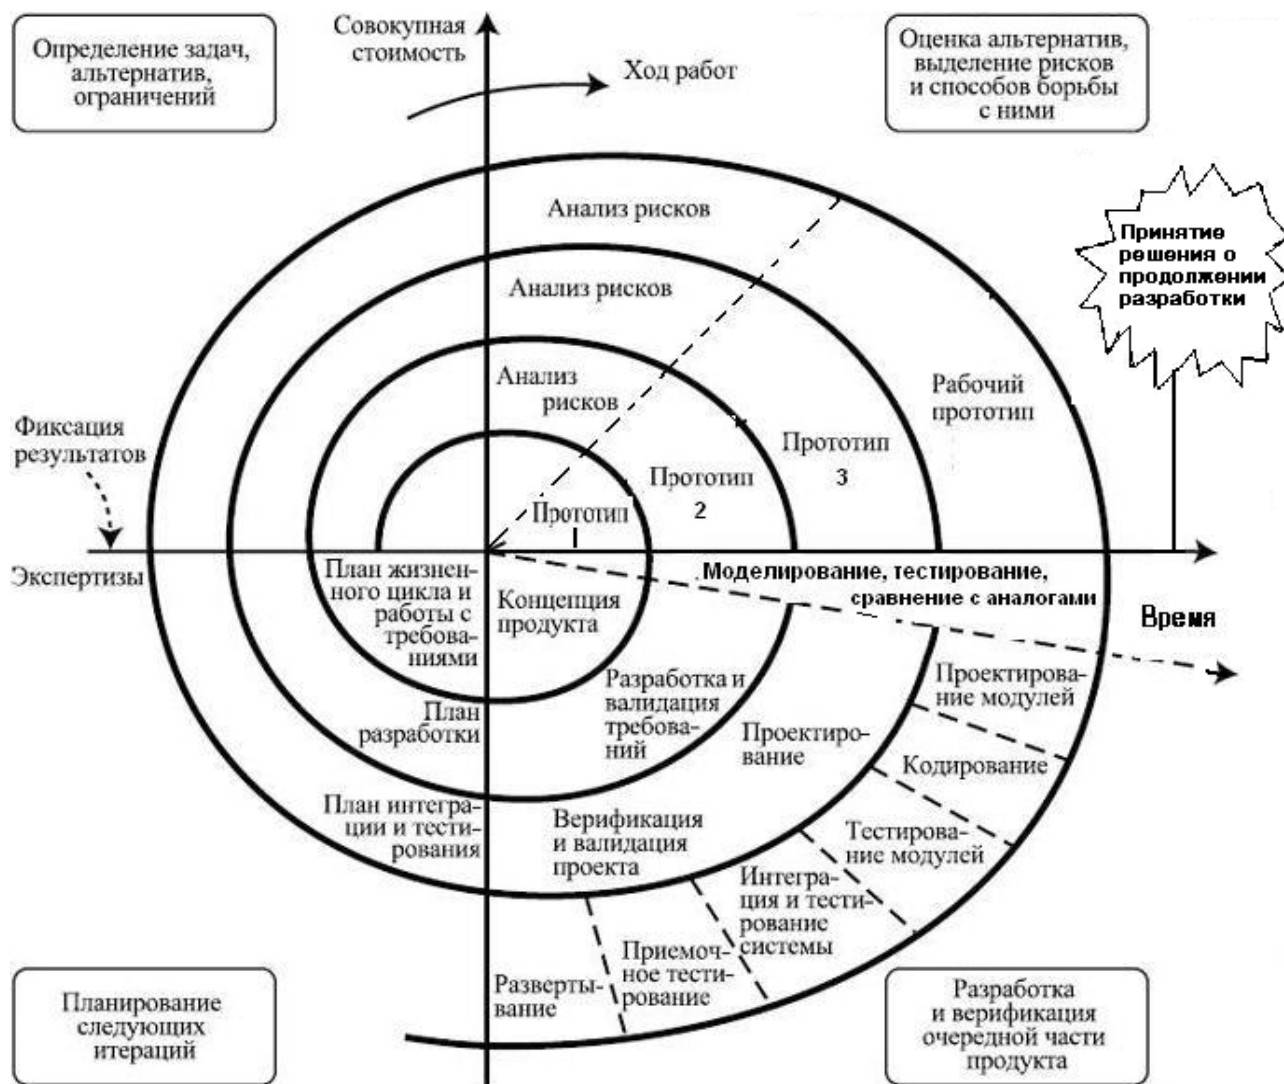 Определение задач,
альтернатив,
ограничений
Совокупная
стоимость
Ход работ
Оценка альтернатив,
выделение рисков
и способов борьбы
с ними
Принятие
решения о
продолжении
разработки
Анализ рисков
Анализ рисков
Анализ
рисков
Рабочий
прототип
Прототип
3
Прототип
2
Прототип
1
Фиксация
результатов
Экспертизы
План жизнен-
ного цикла и
работы с
требова-
ниями
Концепция
продукта
Моделирование, тестирование,
сравнение с аналогами
Время
План
разработки
Разработка и
валидация
требова-
ний
Проектиро-
вание
Проектирова-
ние модулей
Кодирование
План интегра-
ции и тести-
рования
Верификация
и валидация
проекта
Тестирова-
ние модулей
Интегра-
ция и тести-
рование
системы
Приемоч-
ное тести-
рование
Разверты-
вание
Планирование
следующих
итераций
Разработка
и верификация
очередной части
продукта